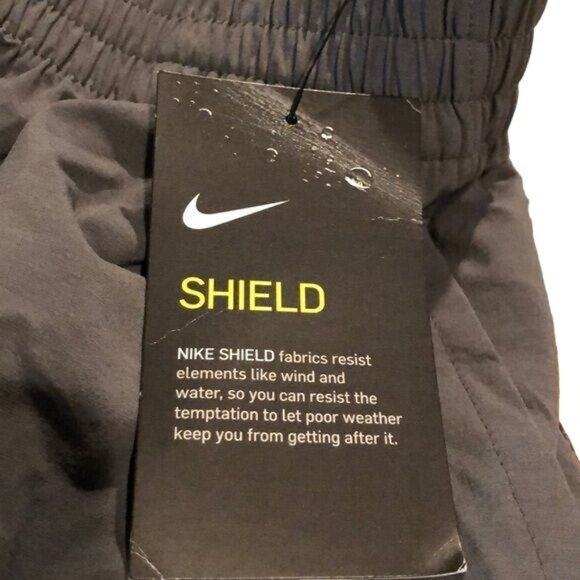 SHIELD
NIKE SHIELD fabrics resist
elements like wind and
water, so you can resist the
temptation to let poor weather
keep you from getting after it.